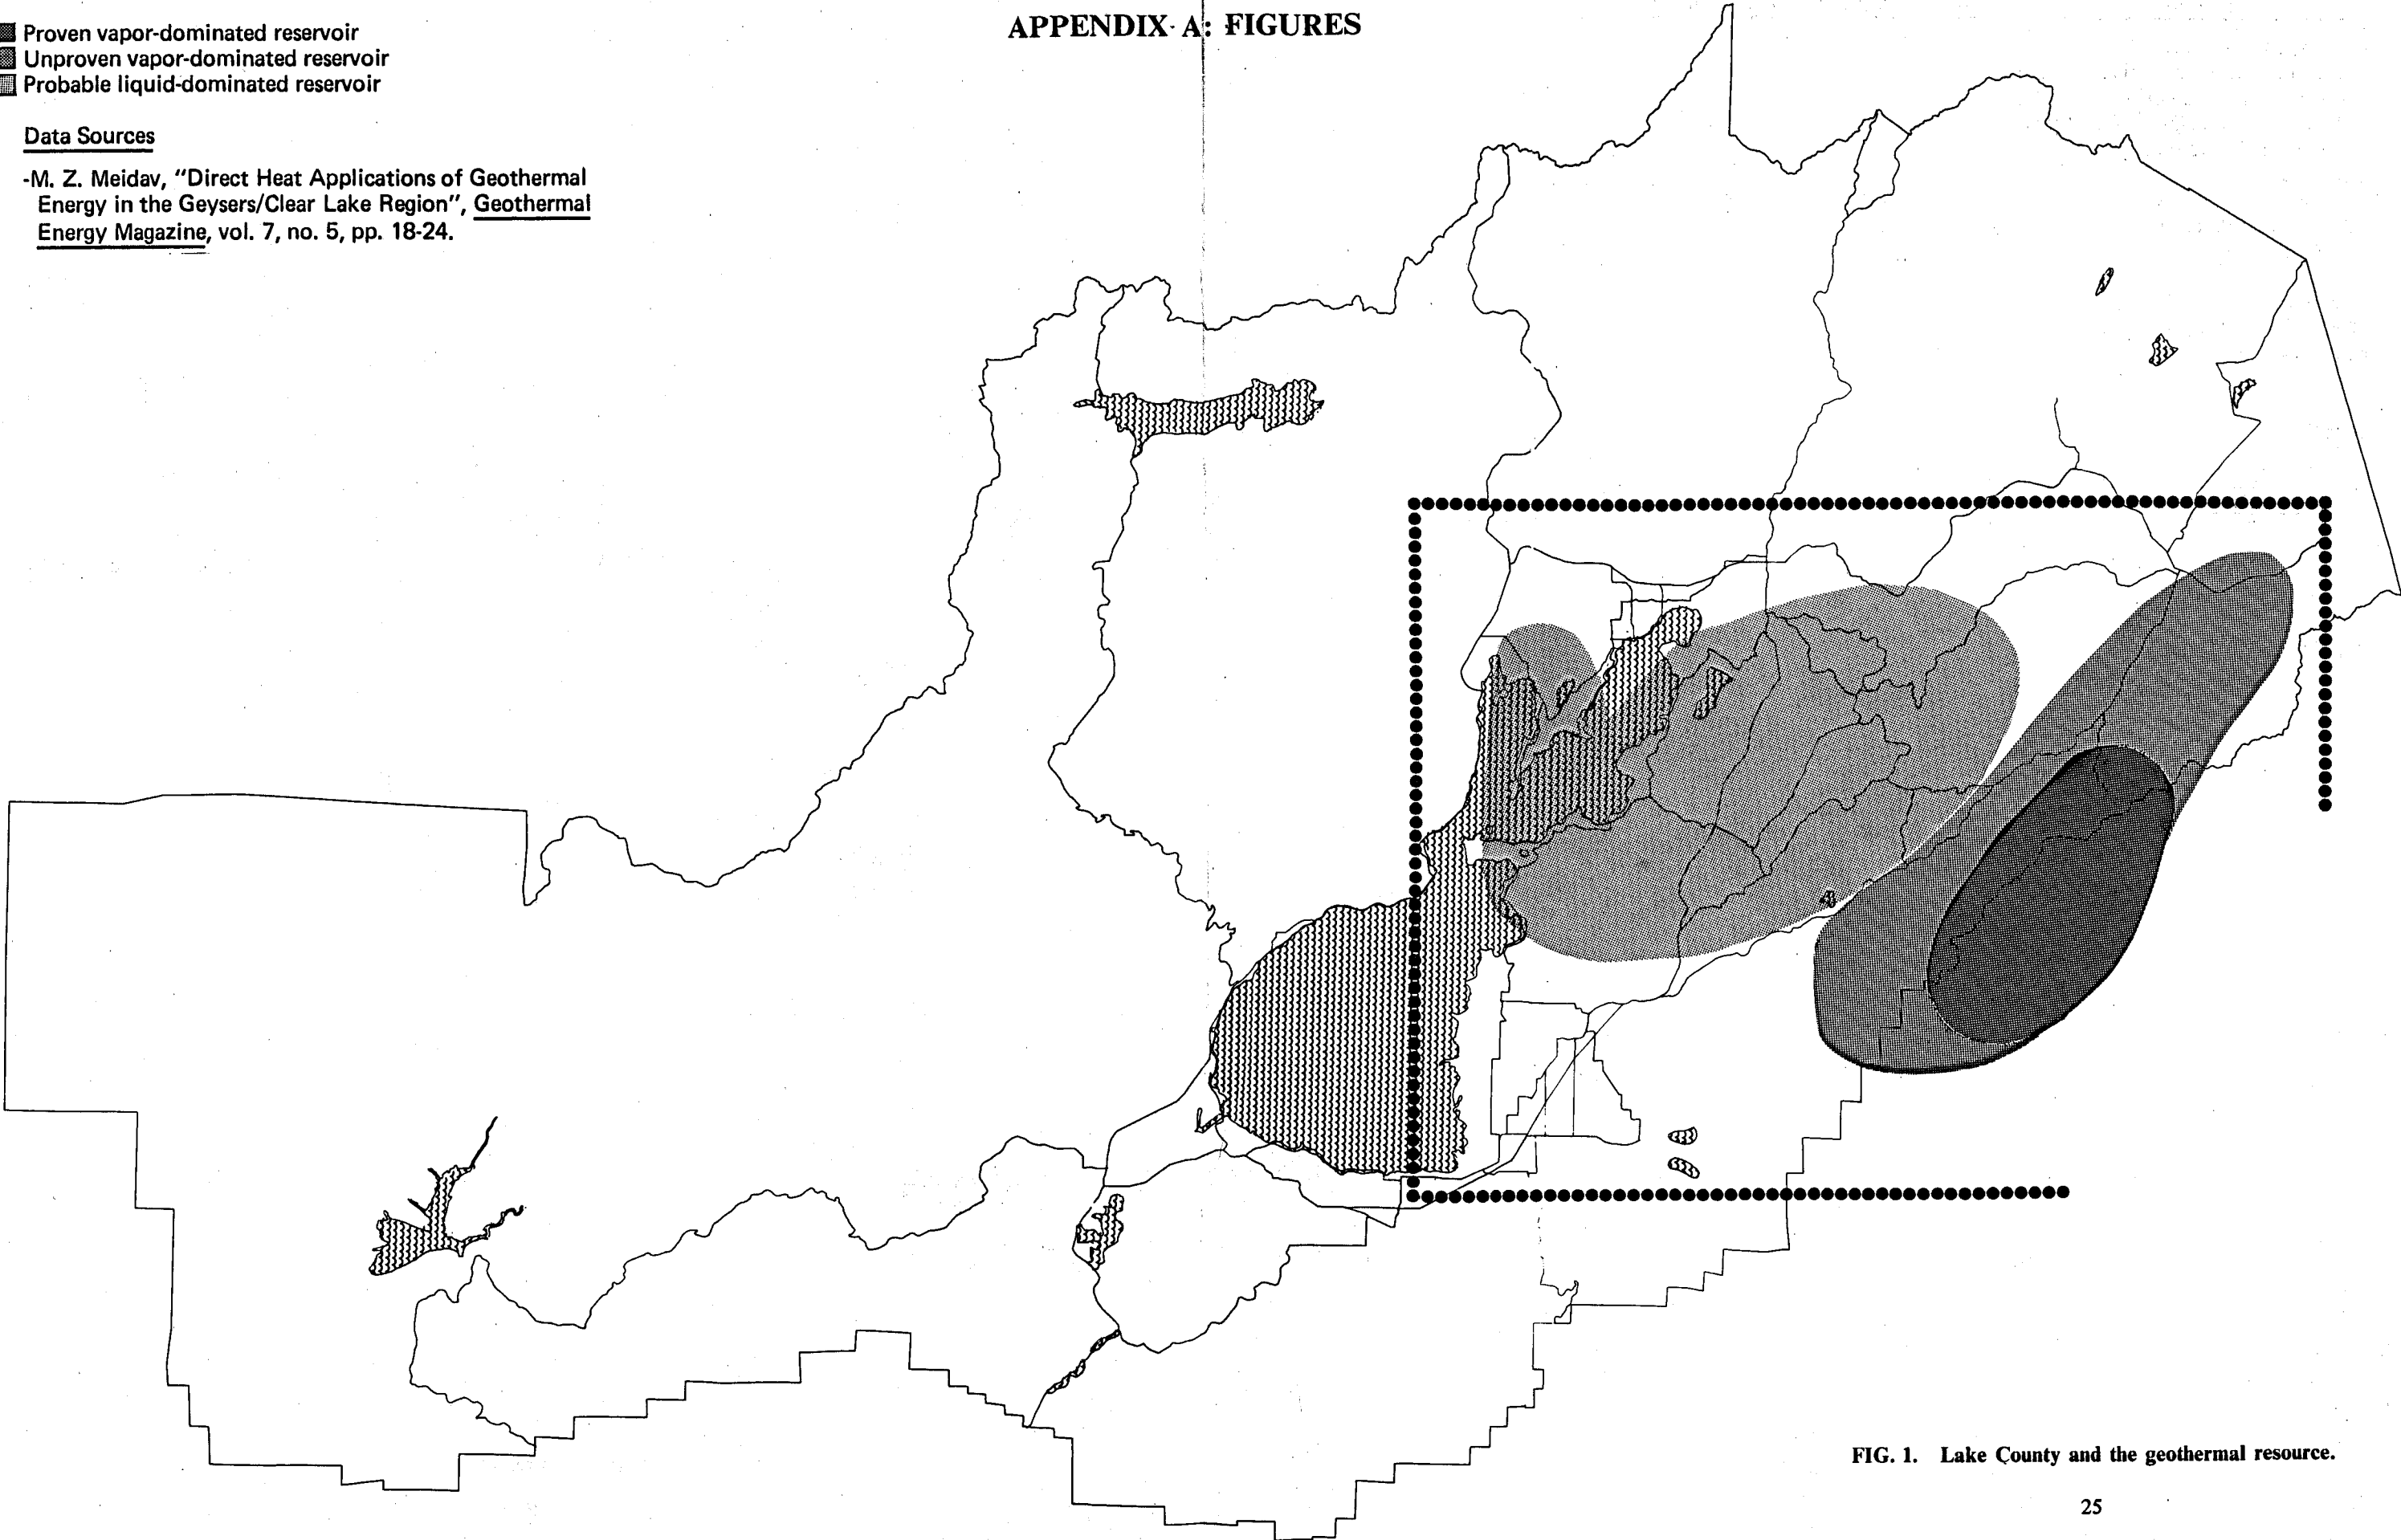 APPENDIX A: FIGURES
Proven vapor-dominated reservoir
Unproven vapor-dominated reservoir
Probable liquid-dominated reservoir
Data Sources
-M. Z. Meidav, "Direct Heat Applications of Geothermal
Energy in the Geysers/Clear Lake Region", Geothermal
Energy Magazine, vol. 7, no. 5, pp. 18-24.
FIG. 1. Lake County and the geothermal resource.
25